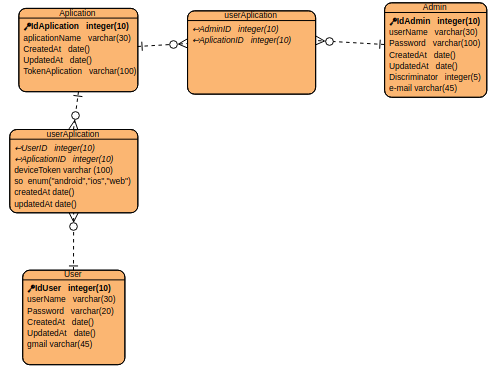 Aplication
IdAplication integer(10)
aplicationName varchar(30)
CreatedAt date()
UpdatedAt date()
TokenAplication varchar(100)
userAplication
AdminID integer(10)
AplicationID integer(10)
Admin
IdAdmin integer(10)
userName varchar(30)
Password varchar(100)
CreatedAt date()
UpdatedAt date()
Discriminator integer(5)
e-mail varchar(45)
userAplication
UserID integer(10)
AplicationID integer(10)
deviceToken varchar (100)
so enum("android","ios","web")
createdAt date()
updatedAt date()
User
IdUser integer(10)
userName varchar(30)
Password varchar(20)
CreatedAt date()
UpdatedAt date()
gmail varchar(45)